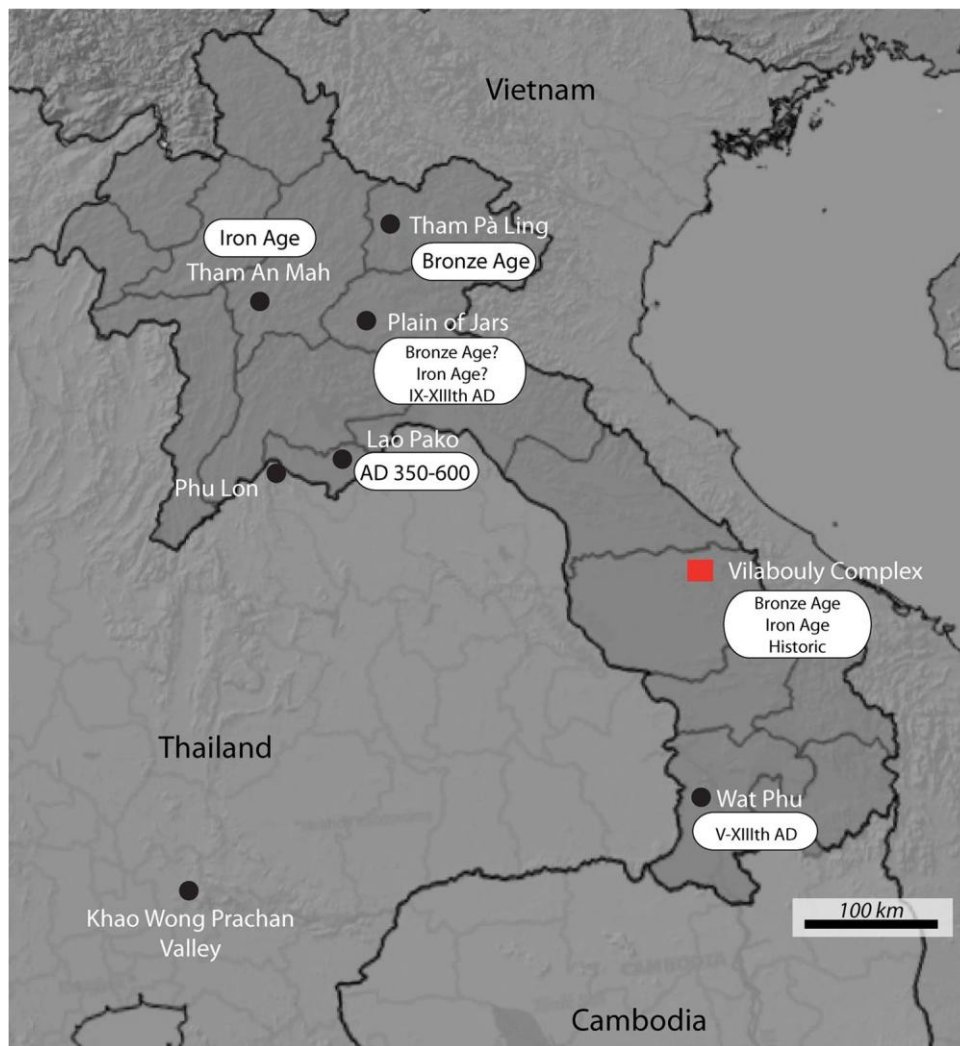 Vietnam
Tham Pà Ling
Bronze Age
Iron Age
Tham An Mah
Plain of Jars
Bronze Age?
Iron Age?
IX-XIIIth AD
Lao Pako
AD 350-600
Phu Lon
Vilabouly Complex
Bronze Age
Iron Age
Historic
Thailand
Wat Phu
V-XIIIth AD
Khao Wong Prachan
Valley
100 km
CAMBODIA
Cambodia